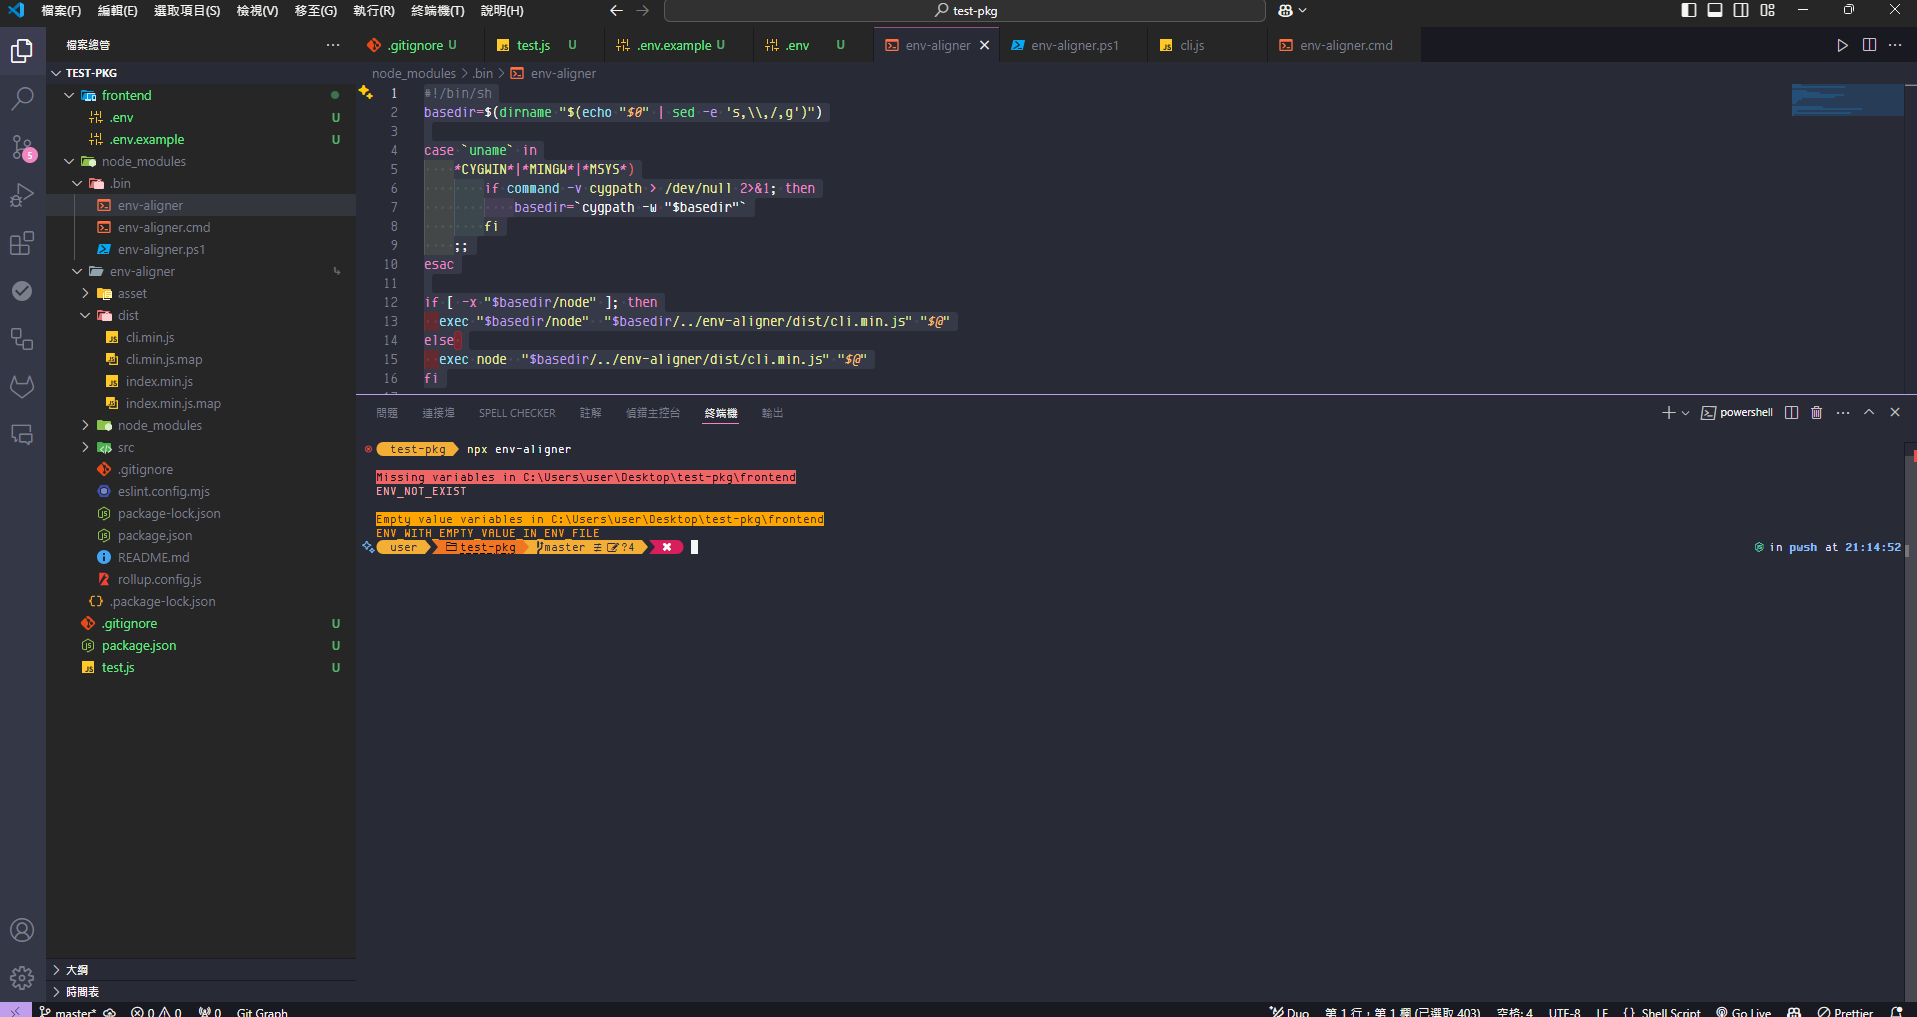 檔案(F) 編輯(E) 選取項目(S) 檢視(V) 移至(G) 執行(R) 終端機(T) 說明(H) test-pkg
檔案總管
TEST-PKG
frontend
.env U
.env.example U
node_modules
.bin
env-aligner
env-aligner.cmd
env-aligner.ps1
env-aligner
asset
dist
cli.min.js
cli.min.js.map
index.min.js
index.min.js.map
node_modules
src
.gitignore
eslint.config.mjs
package-lock.json
package.json
README.md
rollup.config.js
.package-lock.json
.gitignore U
package.json U
test.js U
大綱
時間表
5
.gitignore U test.js U .env.example U .env U env-aligner env-aligner.ps1 cli.js env-aligner.cmd
node_modules > .bin > env-aligner
1 #!/bin/sh
2 basedir=$(dirname "$(echo "$0" | sed -e 's,\\,/,g')")
3
4 case `uname` in
5 *CYGWIN*|*MINGW*|*MSYS*)
6 if command -v cygpath > /dev/null 2>&1; then
7 basedir=`cygpath -w "$basedir"`
8 fi
9 ;;
10 esac
11
12 if [ -x "$basedir/node" ]; then
13 exec "$basedir/node"  "$basedir/../env-aligner/dist/cli.min.js" "$@"
14 else
15 exec node  "$basedir/../env-aligner/dist/cli.min.js" "$@"
16 fi
問題 連接埠 SPELL CHECKER 註解 偵錯主控台 終端機 輸出 powershell
test-pkg npx env-aligner
Missing variables in C:\Users\user\Desktop\test-pkg\frontend
ENV_NOT_EXIST
Empty value variables in C:\Users\user\Desktop\test-pkg\frontend
ENV_WITH_EMPTY_VALUE_IN_ENV_FILE
user test-pkg master ?4 in pwsh at 21:14:52
master* 0 0 0 Git Graph Duo 第 1 行，第 1 欄 (已選取 403) 空格: 4 UTF-8 LF {} Shell Script Go Live Prettier